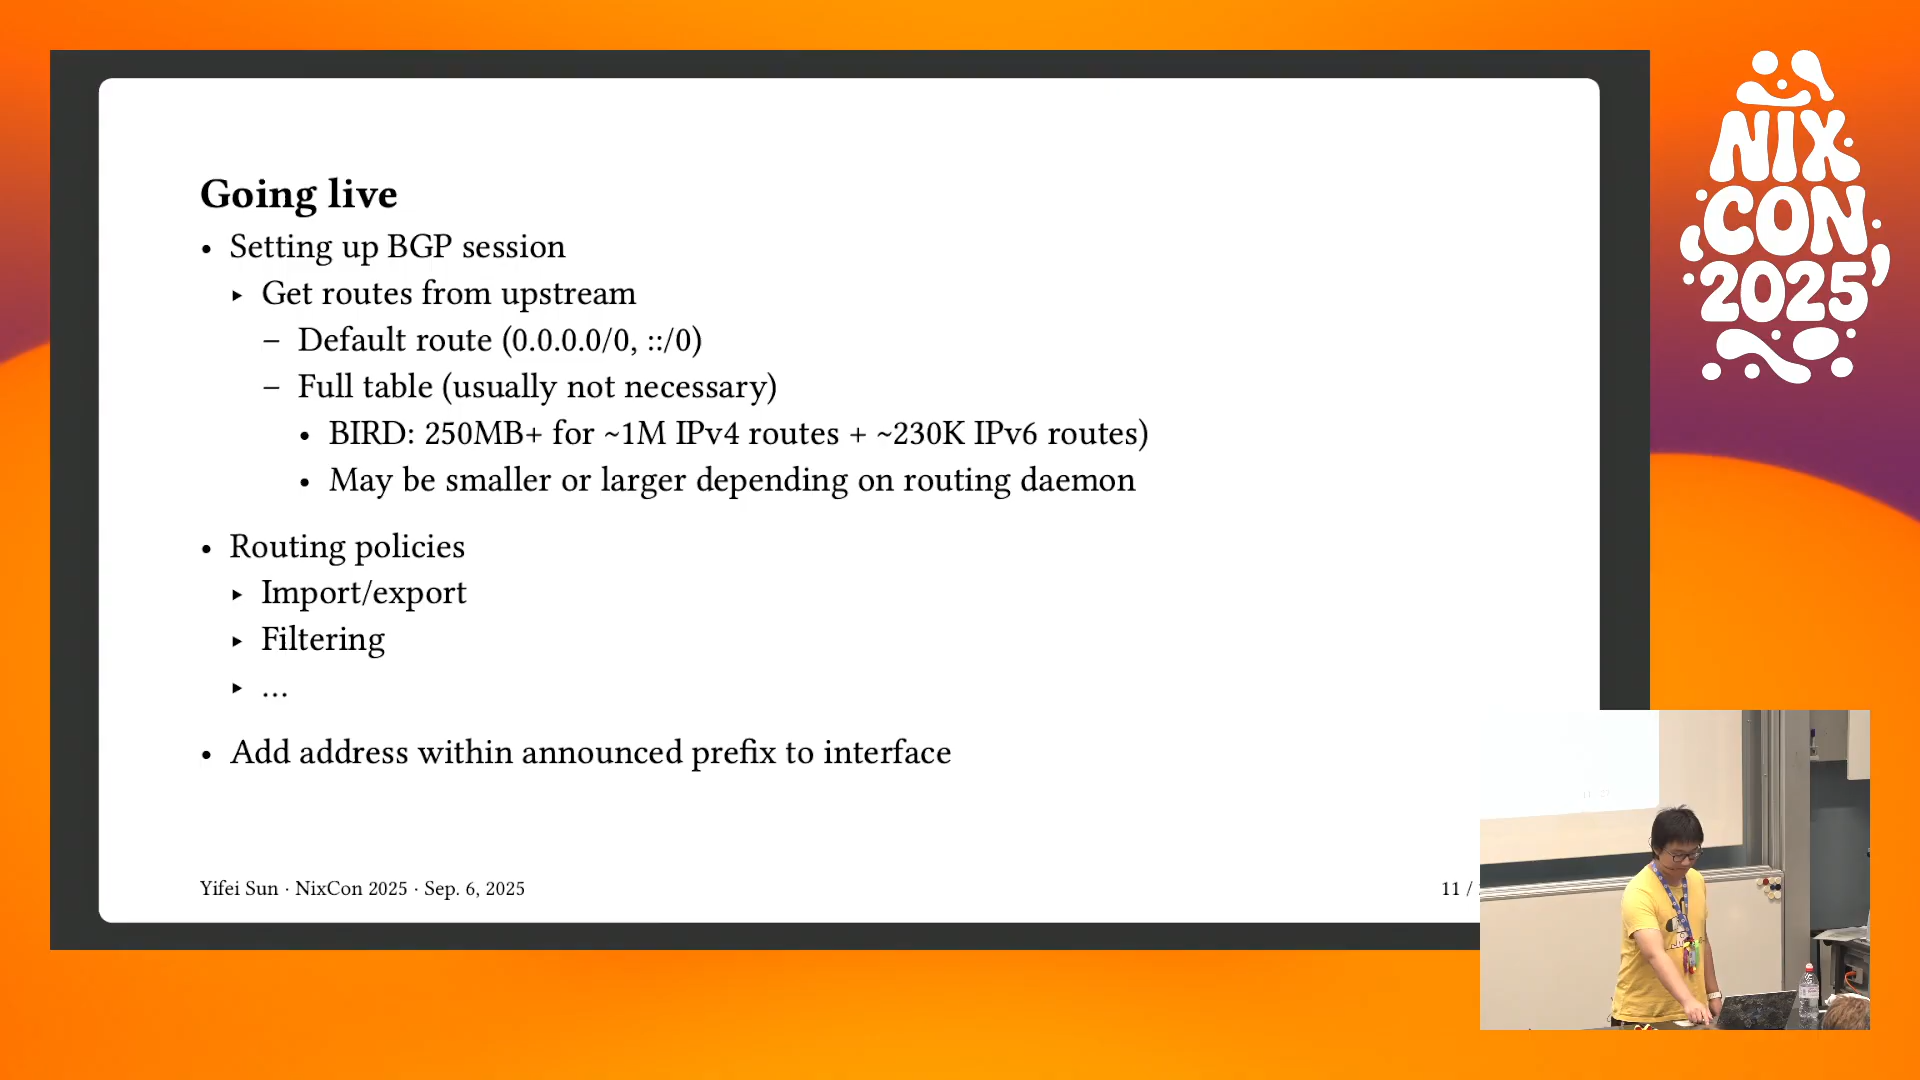 Going live
• Setting up BGP session
‣ Get routes from upstream
– Default route (0.0.0.0/0, ::/0)
– Full table (usually not necessary)
• BIRD: 250MB+ for ~1M IPv4 routes + ~230K IPv6 routes)
• May be smaller or larger depending on routing daemon
• Routing policies
‣ Import/export
‣ Filtering
‣ …
• Add address within announced prefix to interface
Yifei Sun · NixCon 2025 · Sep. 6, 2025
11 /
NIX
CON
2025